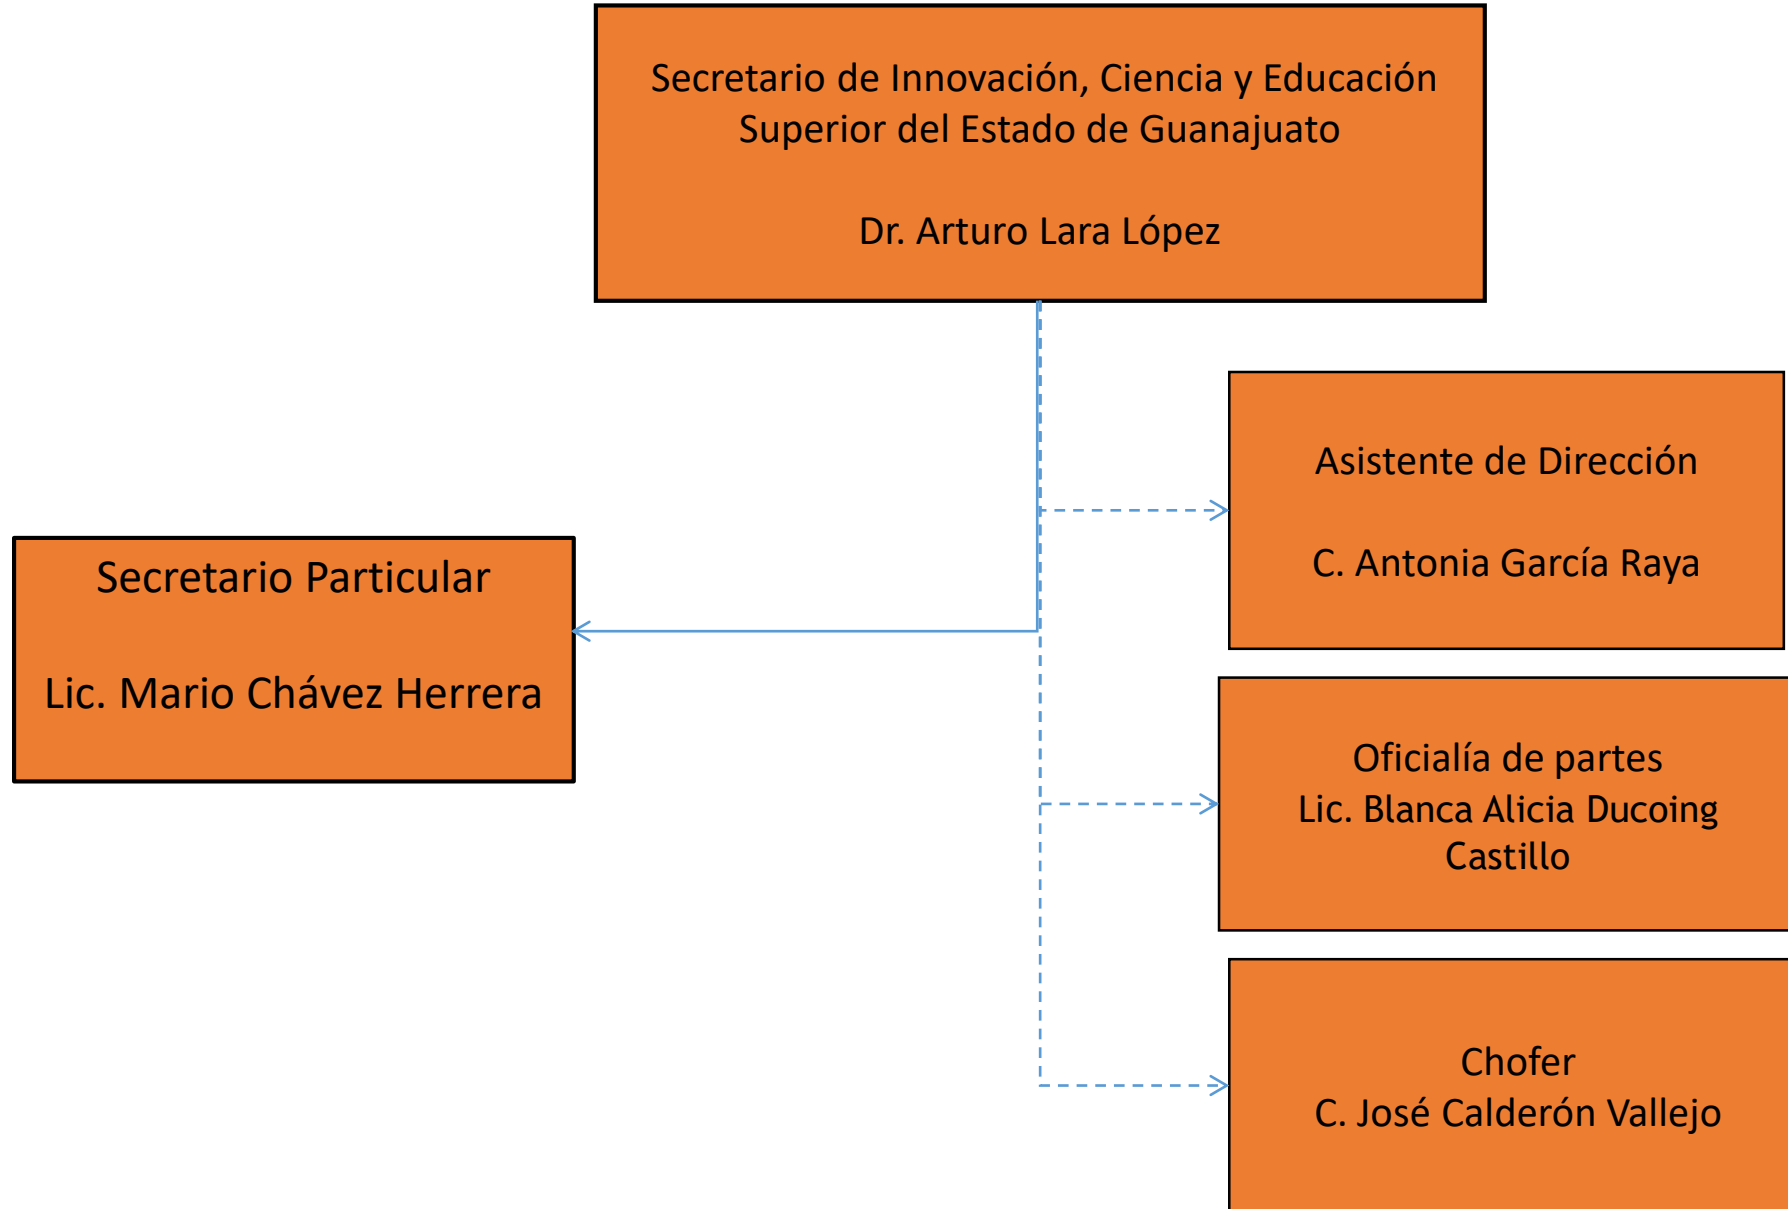 Secretario de Innovación, Ciencia y Educación
Superior del Estado de Guanajuato
Dr. Arturo Lara López
Asistente de Dirección
C. Antonia García Raya
Secretario Particular
Lic. Mario Chávez Herrera
Oficialía de partes
Lic. Blanca Alicia Ducoing
Castillo
Chofer
C. José Calderón Vallejo